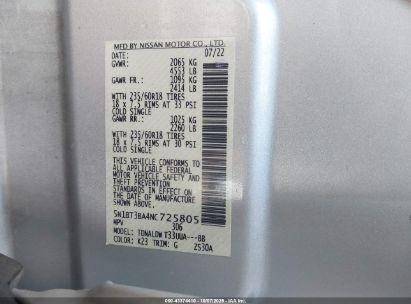 MFD BY NISSAN MOTOR CO., LTD.
DATE: 07/22
GVWR: 2065 KG
4553 LB
GAWR FR: 1095 KG
2414 LB
WITH 235/60R18 TIRES
18 x 7.5 RIMS AT 33 PSI
COLD SINGLE
GAWR RR: 1025 KG
2260 LB
WITH 235/60R18 TIRES
18 x 7.5 RIMS AT 30 PSI
COLD SINGLE
THIS VEHICLE CONFORMS TO
ALL APPLICABLE FEDERAL
MOTOR VEHICLE SAFETY AND
THEFT PREVENTION
STANDARDS IN EFFECT ON
THE DATE OF MANUFACTURE
SHOWN ABOVE.
5N1BT3BA4NC725805
MPV 306
MODEL: TDNALDW T33UUA---BB
COLOR: K23 TRIM: G 2530A